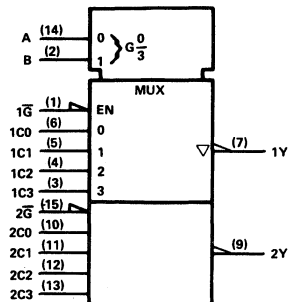 A (14) 0 G 0/3
B (2) 1
MUX
1G̅ (1) EN
1C0 (6) 0
1C1 (5) 1 (7) 1Y
1C2 (4) 2
1C3 (3) 3
2G̅ (15)
2C0 (10)
2C1 (11) (9) 2Y
2C2 (12)
2C3 (13)